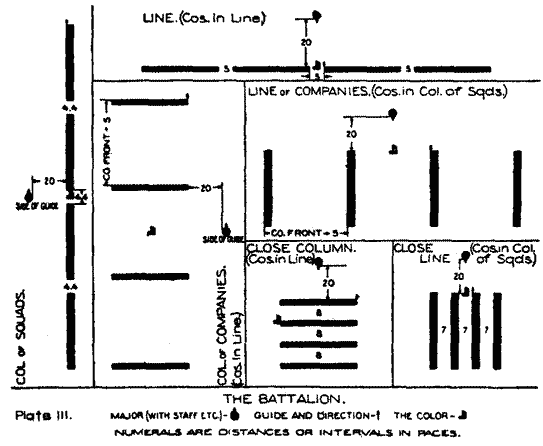 LINE. (Cos. in Line)
20
5
5
5
LINE OF COMPANIES. (Cos. in Col. of Sqds)
20
CO. FRONT + 5
4.4
20
SIDE OF GUIDE
4.4
4.4
COL OF SQUADS.
CO. FRONT + 5
20
SIDE OF GUIDE
COL. OF COMPANIES.
(Cos. in Line.)
CLOSE COLUMN.
(Cos. in Line)
20
8
8
8
CLOSE (Cos. in Col.
LINE of Sqds)
20
7 7 7
THE BATTALION.
Plate III. MAJOR (WITH STAFF ETC.) - GUIDE AND DIRECTION - THE COLOR -
NUMERALS ARE DISTANCES OR INTERVALS IN PACES.